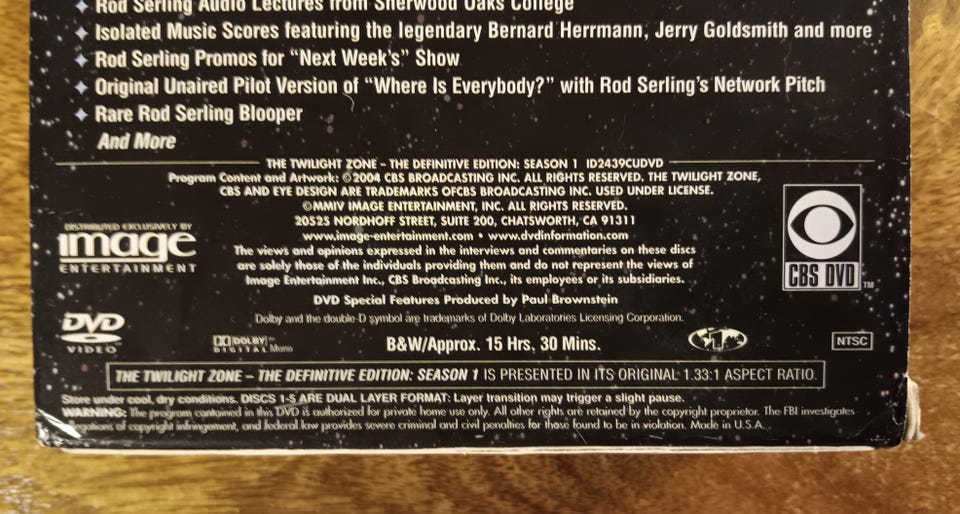 Rod Serling Audio Lectures from Sherwood Oaks College
Isolated Music Scores featuring the legendary Bernard Herrmann, Jerry Goldsmith and more
Rod Serling Promos for "Next Week's" Show
Original Unaired Pilot Version of "Where Is Everybody?" with Rod Serling's Network Pitch
Rare Rod Serling Blooper
And More
THE TWILIGHT ZONE – THE DEFINITIVE EDITION: SEASON 1 ID2439CUDVD
Program Content and Artwork: ©2004 CBS BROADCASTING INC. ALL RIGHTS RESERVED. THE TWILIGHT ZONE,
CBS AND EYE DESIGN ARE TRADEMARKS OFCBS BROADCASTING INC. USED UNDER LICENSE.
©MMIV IMAGE ENTERTAINMENT, INC. ALL RIGHTS RESERVED.
20525 NORDHOFF STREET, SUITE 200, CHATSWORTH, CA 91311
www.image-entertainment.com • www.dvdinformation.com
The views and opinions expressed in the interviews and commentaries on these discs
are solely those of the individuals providing them and do not represent the views of
Image Entertainment Inc., CBS Broadcasting Inc., its employees or its subsidiaries.
DVD Special Features Produced by Paul Brownstein
Dolby and the double-D symbol are trademarks of Dolby Laboratories Licensing Corporation.
DISTRIBUTED EXCLUSIVELY BY
image
ENTERTAINMENT
CBS DVD TM
DVD
VIDEO
DOLBY
DIGITAL Mono
B&W/Approx. 15 Hrs. 30 Mins.
1
NTSC
THE TWILIGHT ZONE – THE DEFINITIVE EDITION: SEASON 1 IS PRESENTED IN ITS ORIGINAL 1.33:1 ASPECT RATIO.
Store under cool, dry conditions. DISCS 1-5 ARE DUAL LAYER FORMAT: Layer transition may trigger a slight pause.
WARNING: The program contained in this DVD is authorized for private home use only. All other rights are retained by the copyright proprietor. The FBI investigates
allegations of copyright infringement, and federal law provides severe criminal and civil penalties for those found to be in violation. Made in U.S.A.